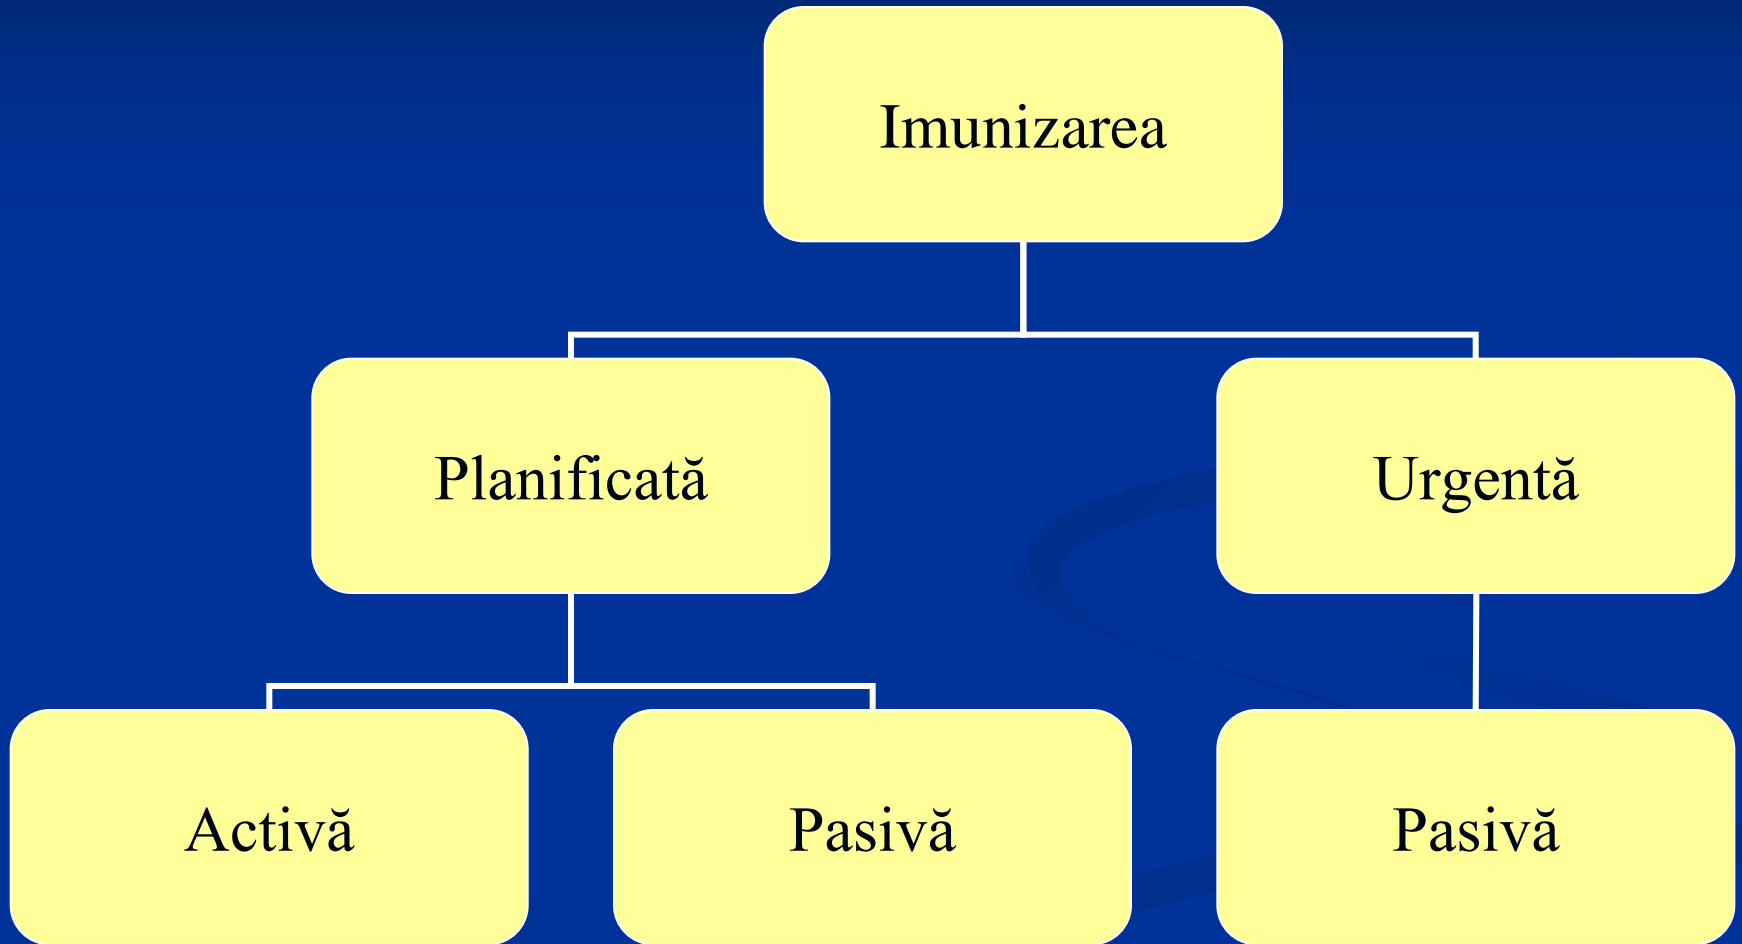 Imunizarea
Planificată
Urgentă
Activă
Pasivă
Pasivă